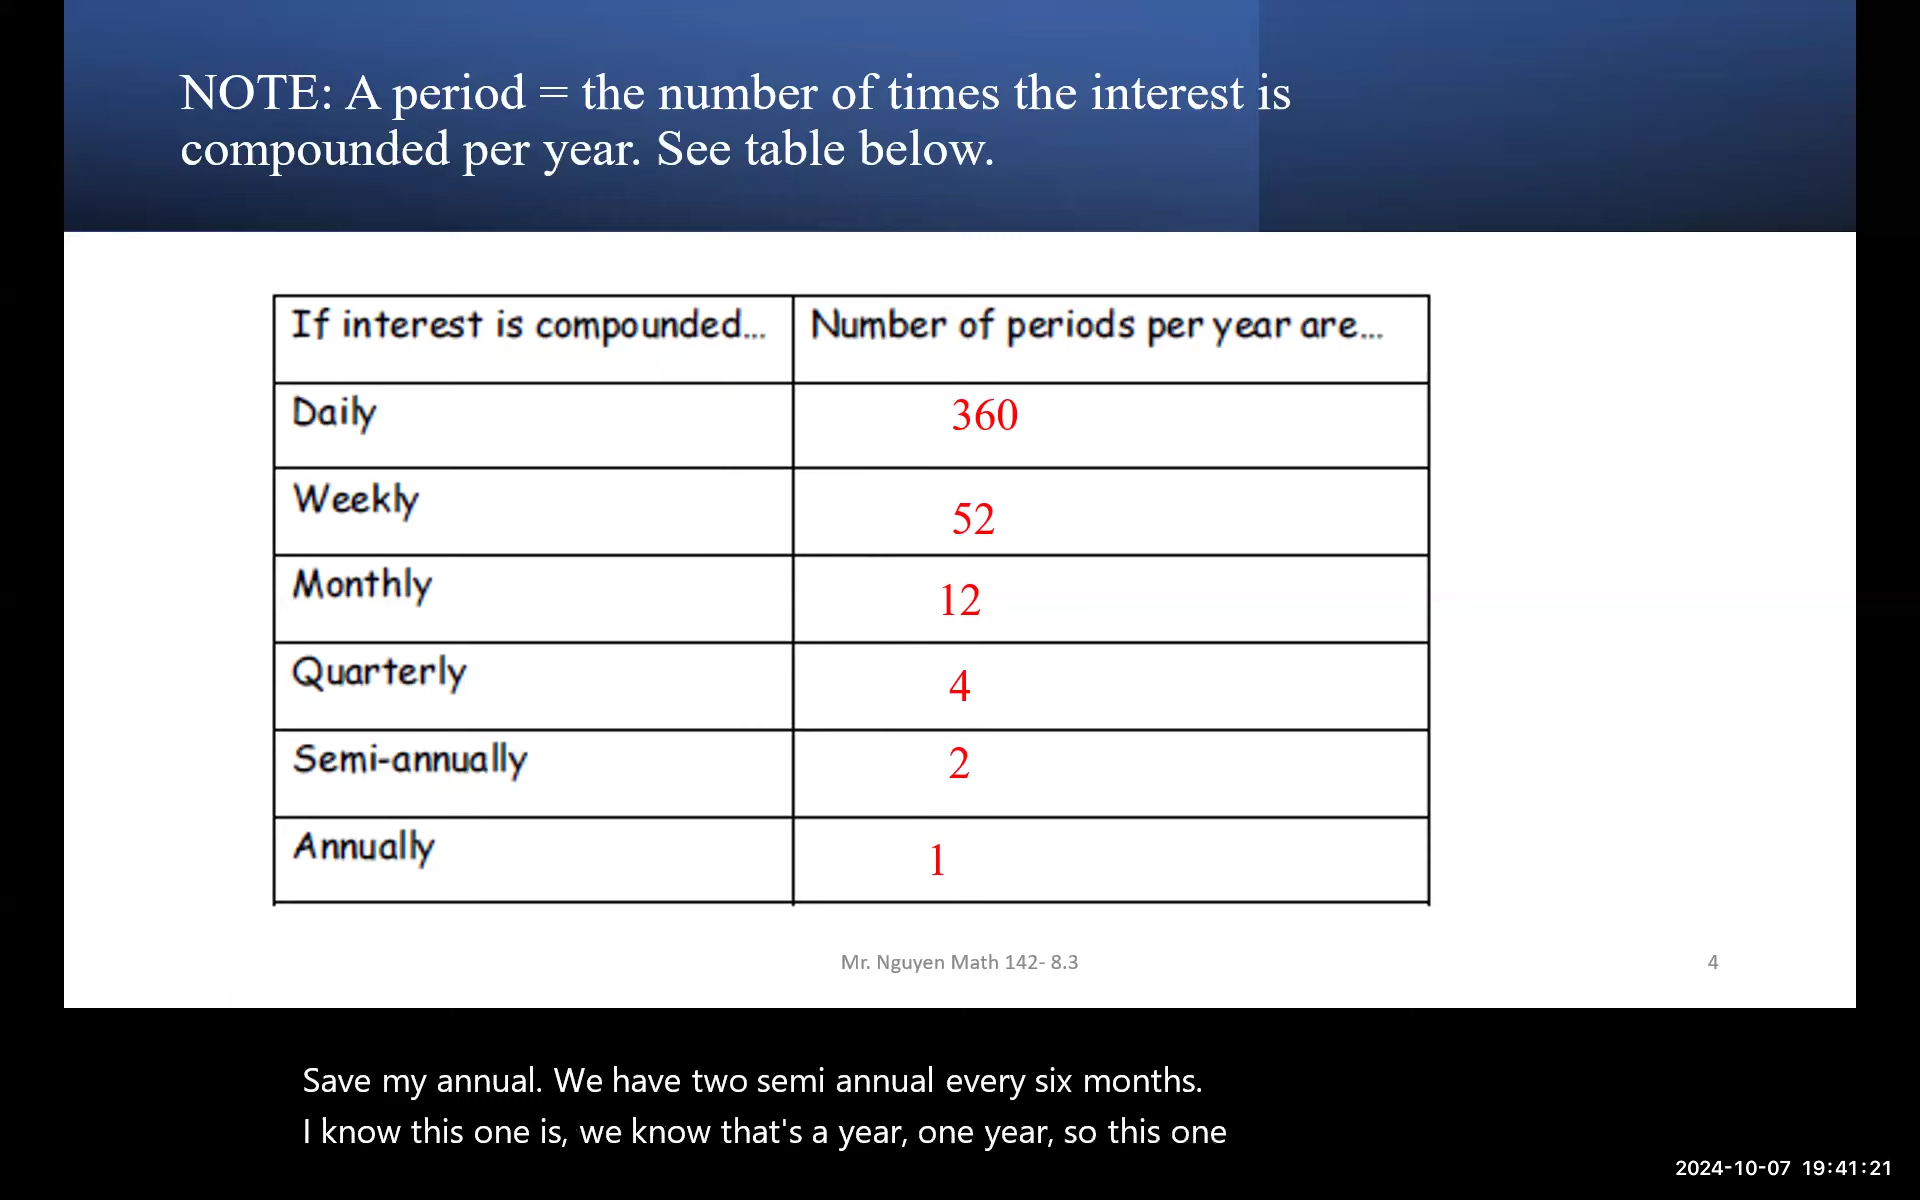 NOTE: A period = the number of times the interest is
compounded per year. See table below.
If interest is compounded... Number of periods per year are...
Daily 360
Weekly 52
Monthly 12
Quarterly 4
Semi-annually 2
Annually 1
Mr. Nguyen Math 142- 8.3 4
Save my annual. We have two semi annual every six months.
I know this one is, we know that's a year, one year, so this one
2024-10-07 19:41:21